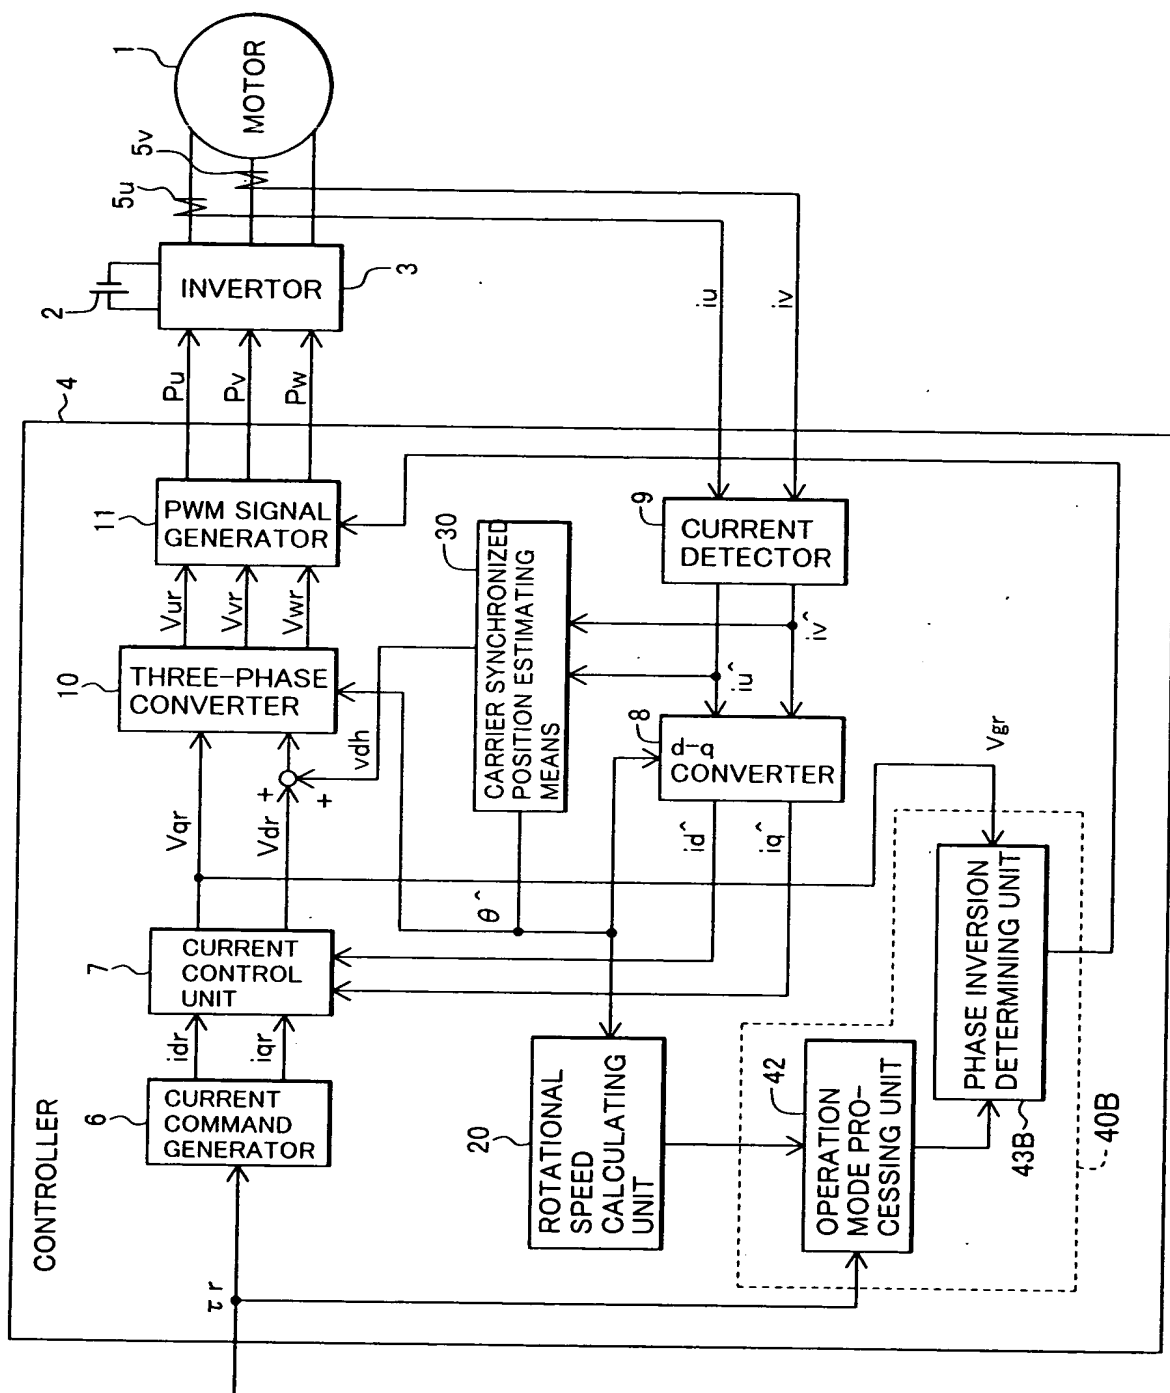 CONTROLLER
4
τr
6
CURRENT
COMMAND
GENERATOR
idr
iqr
7
CURRENT
CONTROL
UNIT
Vqr
Vdr
+
+
vdh
10
THREE-PHASE
CONVERTER
Vur
Vvr
Vwr
11
PWM SIGNAL
GENERATOR
Pu
Pv
Pw
2
INVERTOR
3
5u
5v
1
MOTOR
iu
iv
9
CURRENT
DETECTOR
iu^
iv^
30
CARRIER SYNCHRONIZED
POSITION ESTIMATING
MEANS
θ^
8
d-q
CONVERTER
id^
iq^
20
ROTATIONAL
SPEED
CALCULATING
UNIT
42
OPERATION
MODE PRO-
CESSING UNIT
Vgr
PHASE INVERSION
DETERMINING UNIT
43B
40B